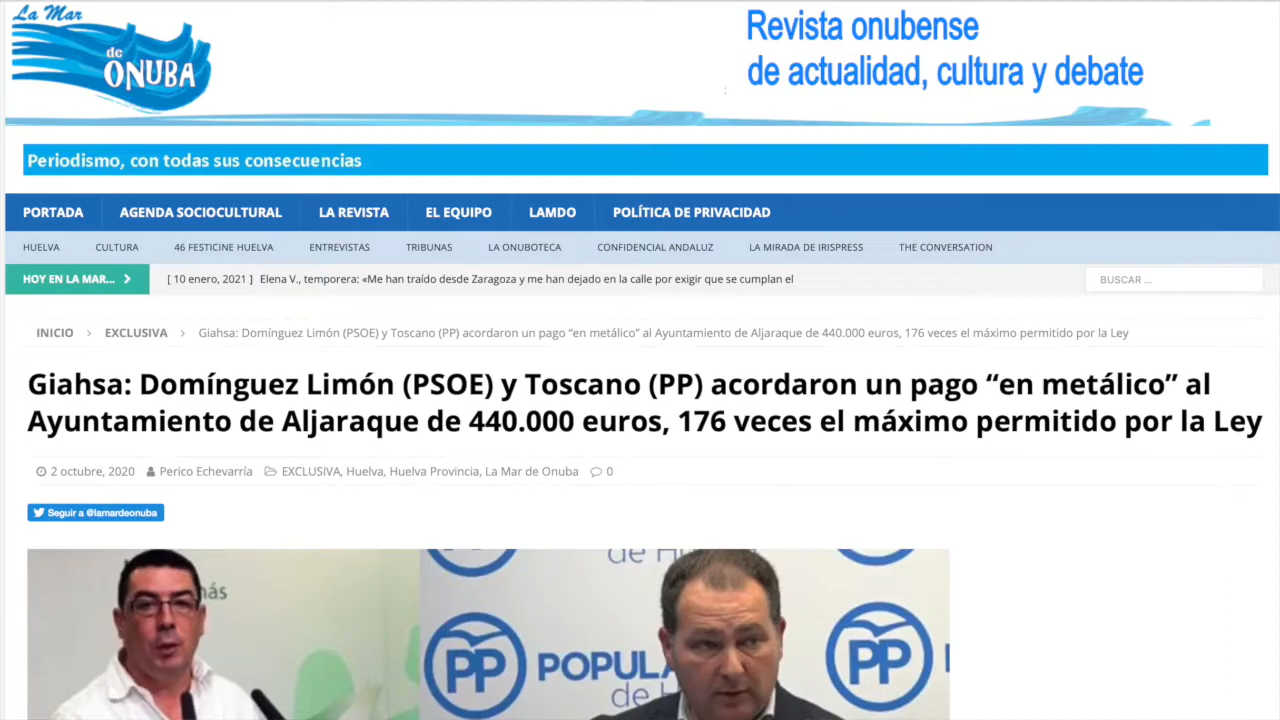 La Mar
de
ONUBA
Revista onubense
de actualidad, cultura y debate
Periodismo, con todas sus consecuencias
PORTADA AGENDA SOCIOCULTURAL LA REVISTA EL EQUIPO LAMDO POLÍTICA DE PRIVACIDAD
HUELVA CULTURA 46 FESTICINE HUELVA ENTREVISTAS TRIBUNAS LA ONUBOTECA CONFIDENCIAL ANDALUZ LA MIRADA DE IRISPRESS THE CONVERSATION
HOY EN LA MAR... [ 10 enero, 2021 ] Elena V., temporera: «Me han traído desde Zaragoza y me han dejado en la calle por exigir que se cumplan el BUSCAR ...
INICIO > EXCLUSIVA > Giahsa: Domínguez Limón (PSOE) y Toscano (PP) acordaron un pago “en metálico” al Ayuntamiento de Aljaraque de 440.000 euros, 176 veces el máximo permitido por la Ley
Giahsa: Domínguez Limón (PSOE) y Toscano (PP) acordaron un pago “en metálico” al
Ayuntamiento de Aljaraque de 440.000 euros, 176 veces el máximo permitido por la Ley
2 octubre, 2020 Perico Echevarría EXCLUSIVA, Huelva, Huelva Provincia, La Mar de Onuba 0
Seguir a @lamardeonuba
más
de H
PP POPULA PP
de H